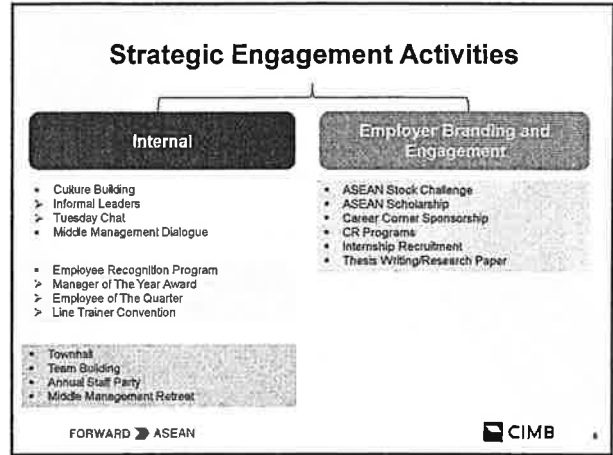 Strategic Engagement Activities
Internal
• Culture Building
➢ Informal Leaders
➢ Tuesday Chat
• Middle Management Dialogue
• Employee Recognition Program
➢ Manager of The Year Award
➢ Employee of The Quarter
➢ Line Trainer Convention
• Townhall
• Team Building
• Annual Staff Party
• Middle Management Retreat
Employer Branding and
Engagement
• ASEAN Stock Challenge
• ASEAN Scholarship
• Career Corner Sponsorship
• CR Programs
• Internship Recruitment
• Thesis Writing/Research Paper
FORWARD ASEAN
CIMB